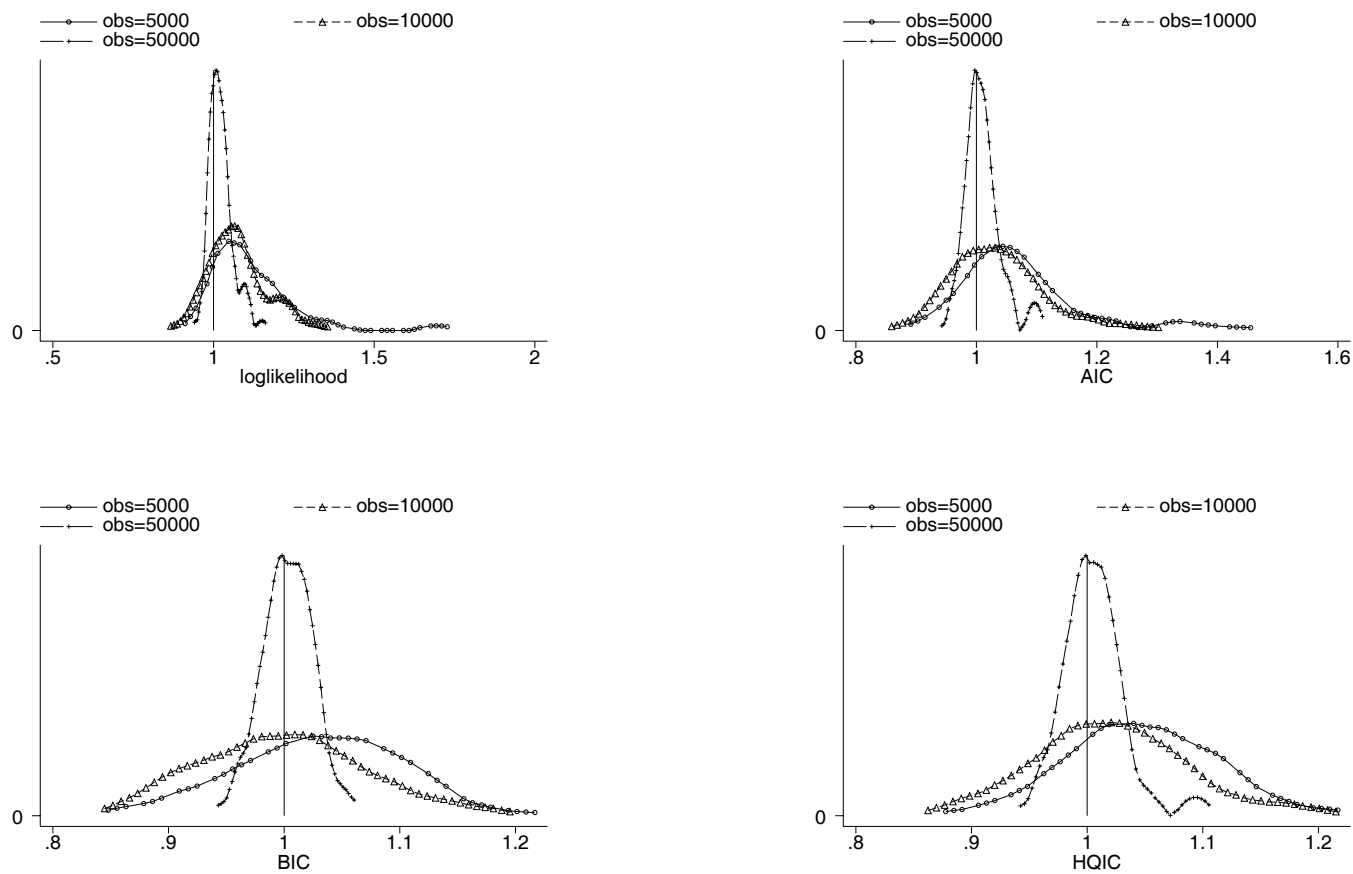 obs=5000 obs=10000
obs=50000
0
.5 1 1.5 2
loglikelihood
obs=5000 obs=10000
obs=50000
0
.8 1 1.2 1.4 1.6
AIC
obs=5000 obs=10000
obs=50000
0
.8 .9 1 1.1 1.2
BIC
obs=5000 obs=10000
obs=50000
0
.8 .9 1 1.1 1.2
HQIC